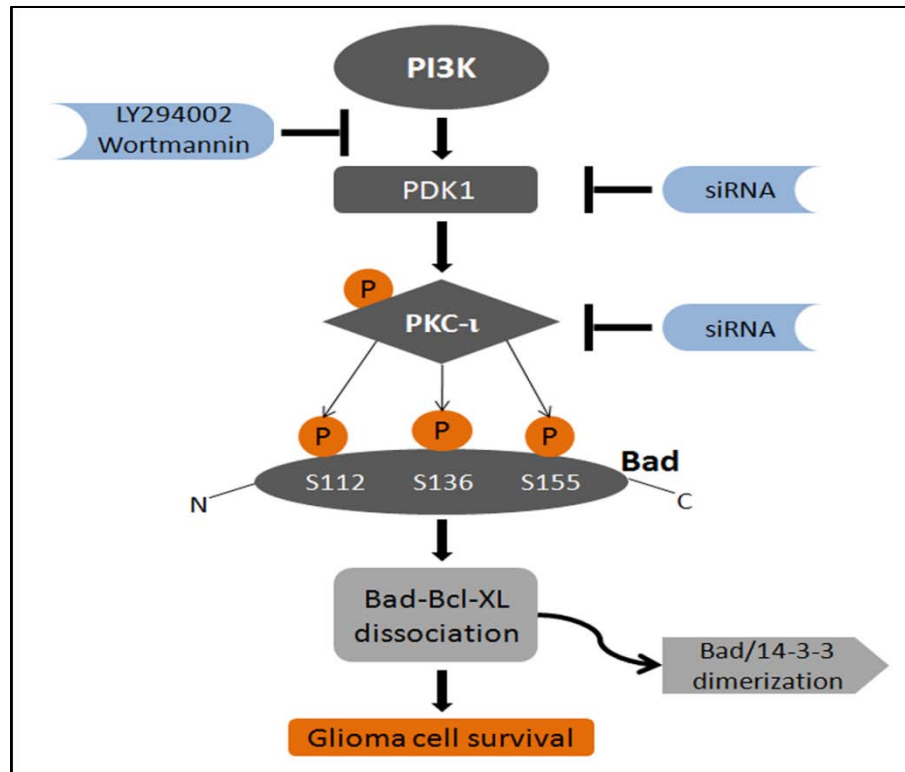 PI3K
LY294002
Wortmannin
PDK1
siRNA
P
PKC-ι
siRNA
P
P
P
Bad
S112
S136
S155
N
C
Bad-Bcl-XL
dissociation
Bad/14-3-3
dimerization
Glioma cell survival